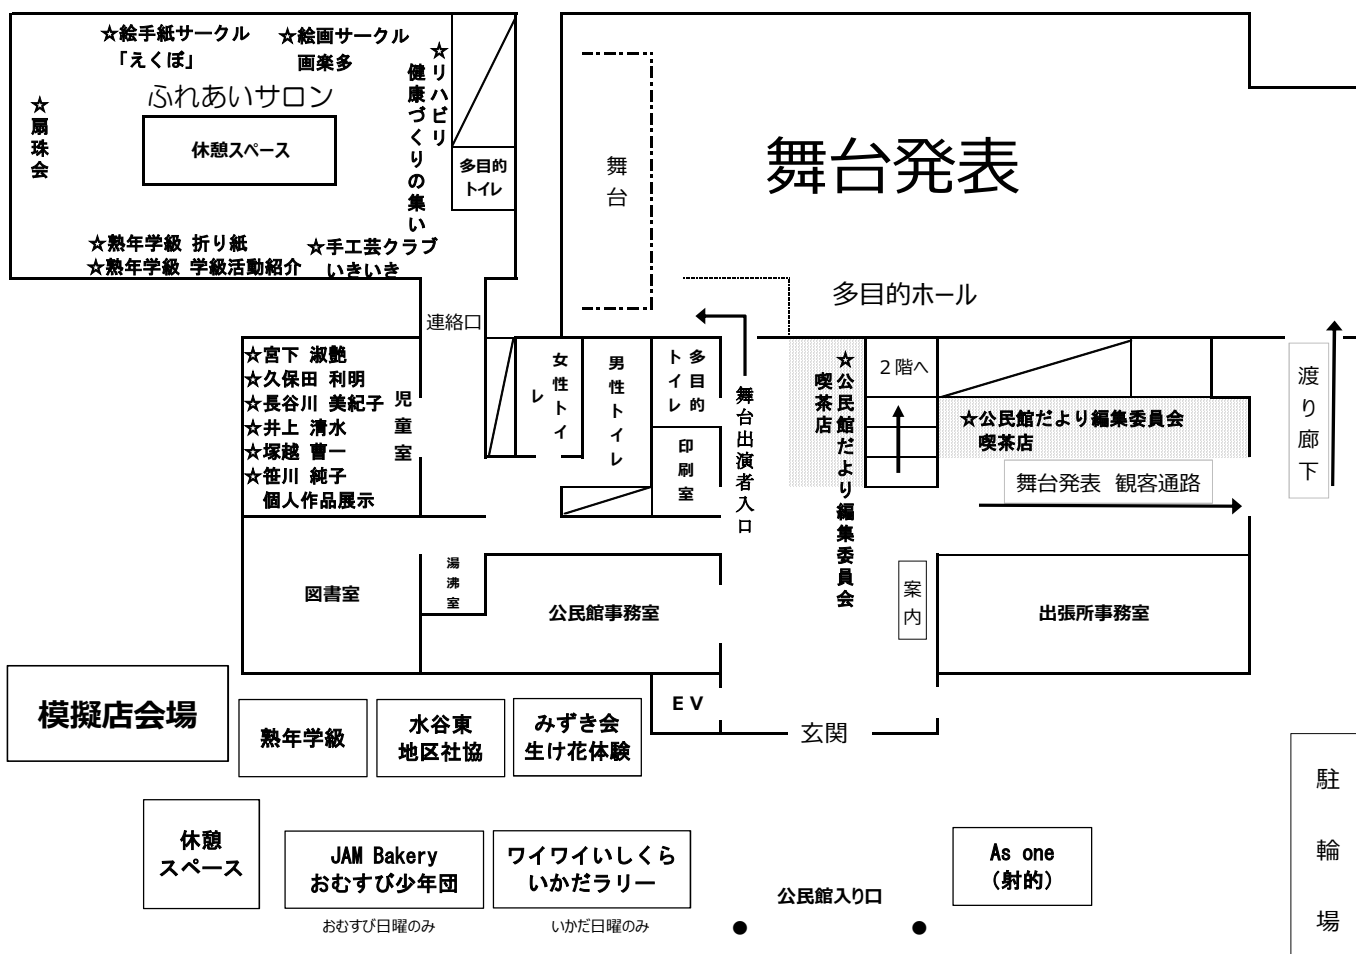 ☆絵手紙サークル
「えくぼ」
☆絵画サークル
画楽多
☆リハビリ
健康づくりの集い
ふれあいサロン
☆扇珠会
休憩スペース
多目的
トイレ
☆熟年学級 折り紙
☆熟年学級 学級活動紹介
☆手工芸クラブ
いきいき
舞台
舞台発表
多目的ホール
連絡口
☆宮下 淑艶
☆久保田 利明
☆長谷川 美紀子
☆井上 清水
☆塚越 曹一
☆笹川 純子
個人作品展示
児童室
女性トイ
レ
男性トイレ
多目的
トイレ
印刷室
舞台出演者入口
☆公民館だより編集委員会
喫茶店
2階へ
☆公民館だより編集委員会
喫茶店
舞台発表 観客通路
渡り廊下
図書室
湯沸室
公民館事務室
案内
出張所事務室
模擬店会場
熟年学級
水谷東
地区社協
みずき会
生け花体験
EV
玄関
休憩
スペース
JAM Bakery
おむすび少年団
おむすび日曜のみ
ワイワイいしくら
いかだラリー
いかだ日曜のみ
公民館入り口
As one
(射的)
駐輪場